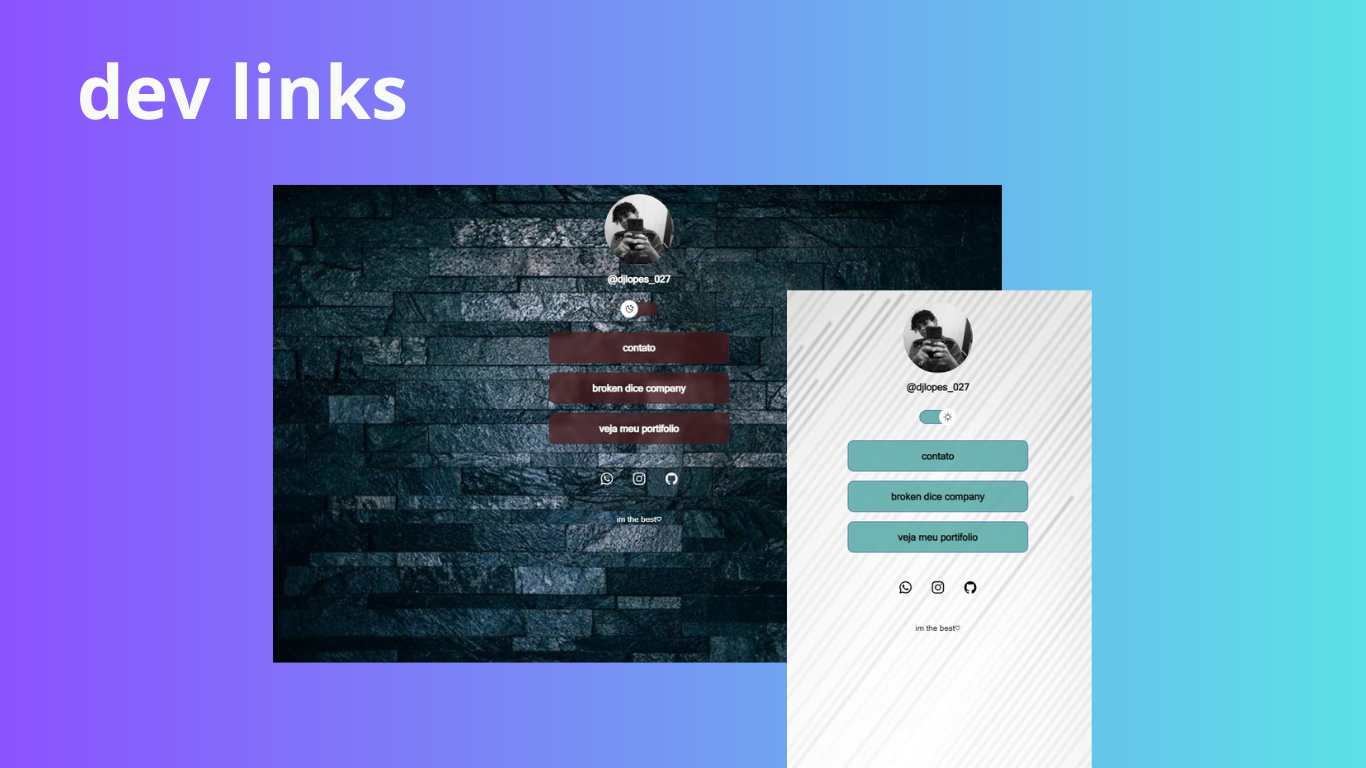 dev links
@djlopes_027
contato
broken dice company
veja meu portifolio
im the best♡
@djlopes_027
contato
broken dice company
veja meu portifolio
im the best♡